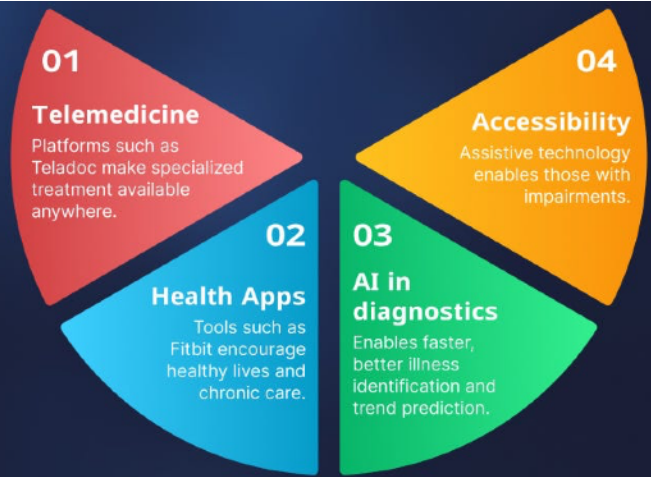 01
Telemedicine
Platforms such as
Teladoc make specialized
treatment available
anywhere.
02
Health Apps
Tools such as
Fitbit encourage
healthy lives and
chronic care.
03
AI in
diagnostics
Enables faster,
better illness
identification and
trend prediction.
04
Accessibility
Assistive technology
enables those with
impairments.